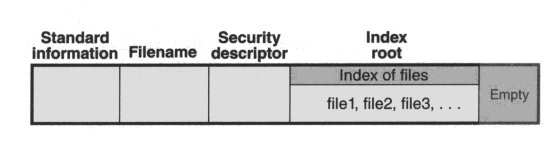 Standard information
Filename
Security descriptor
Index root
Index of files
file1, file2, file3, . . .
Empty